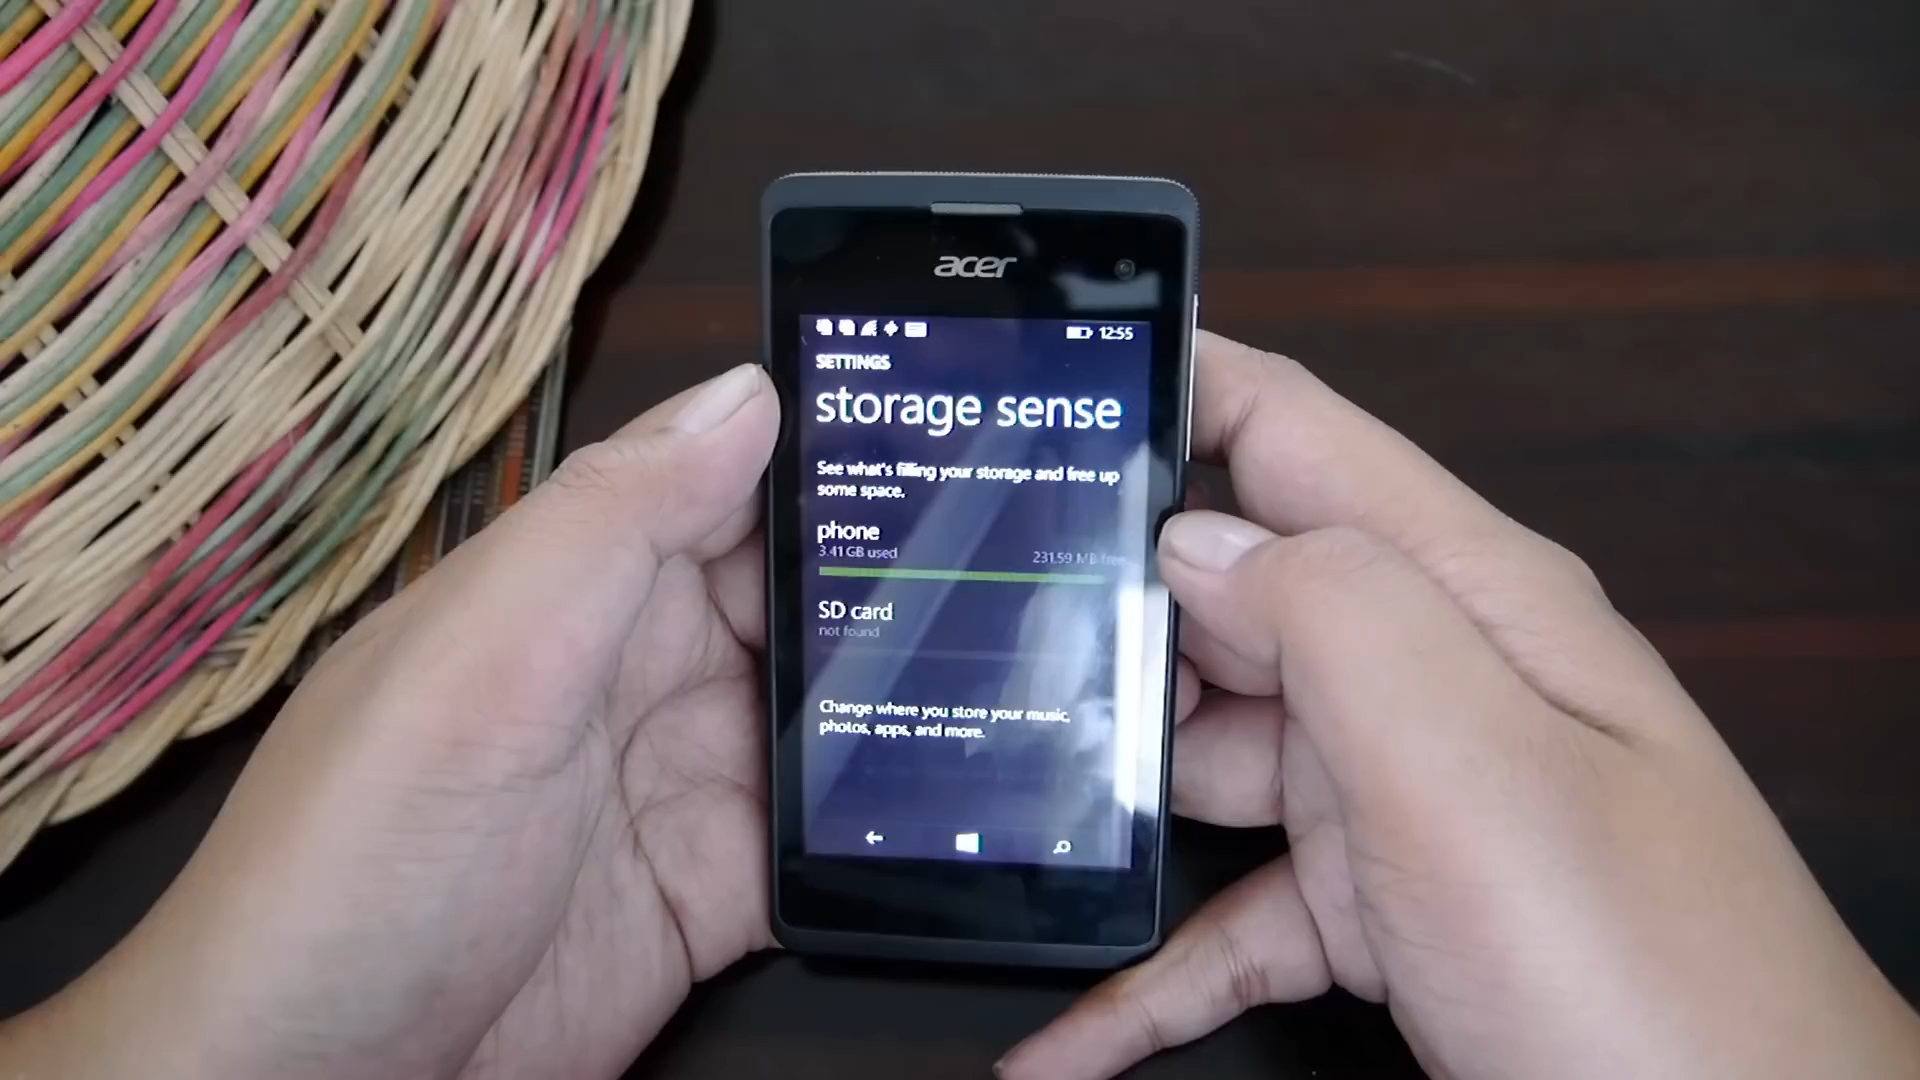 acer
12:55
SETTINGS
storage sense
See what's filling your storage and free up
some space.
phone
3.41 GB used 231.59 MB free
SD card
not found
Change where you store your music,
photos, apps, and more.